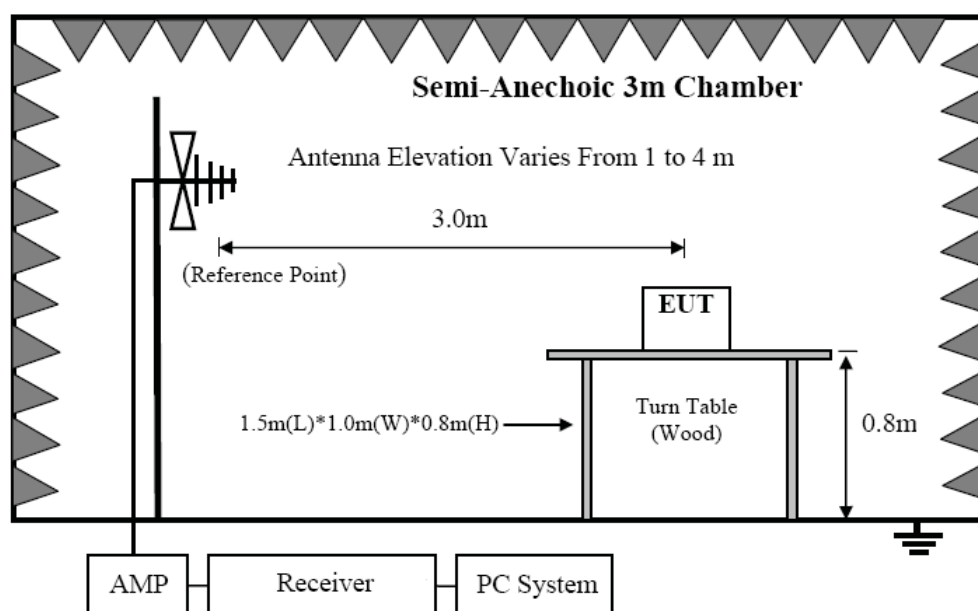 Semi-Anechoic 3m Chamber
Antenna Elevation Varies From 1 to 4 m
3.0m
(Reference Point)
EUT
1.5m(L)*1.0m(W)*0.8m(H)
Turn Table
(Wood)
0.8m
AMP
Receiver
PC System